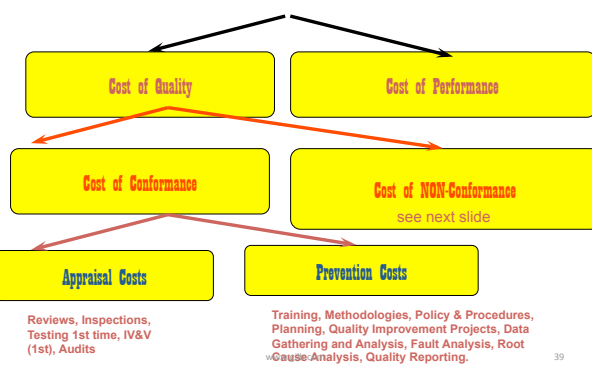 Cost of Quality
Cost of Performance
Cost of Conformance
Cost of NON-Conformance
see next slide
Appraisal Costs
Prevention Costs
Reviews, Inspections,
Testing 1st time, IV&V
(1st), Audits
Training, Methodologies, Policy & Procedures,
Planning, Quality Improvement Projects, Data
Gathering and Analysis, Fault Analysis, Root
Cause Analysis, Quality Reporting.
39